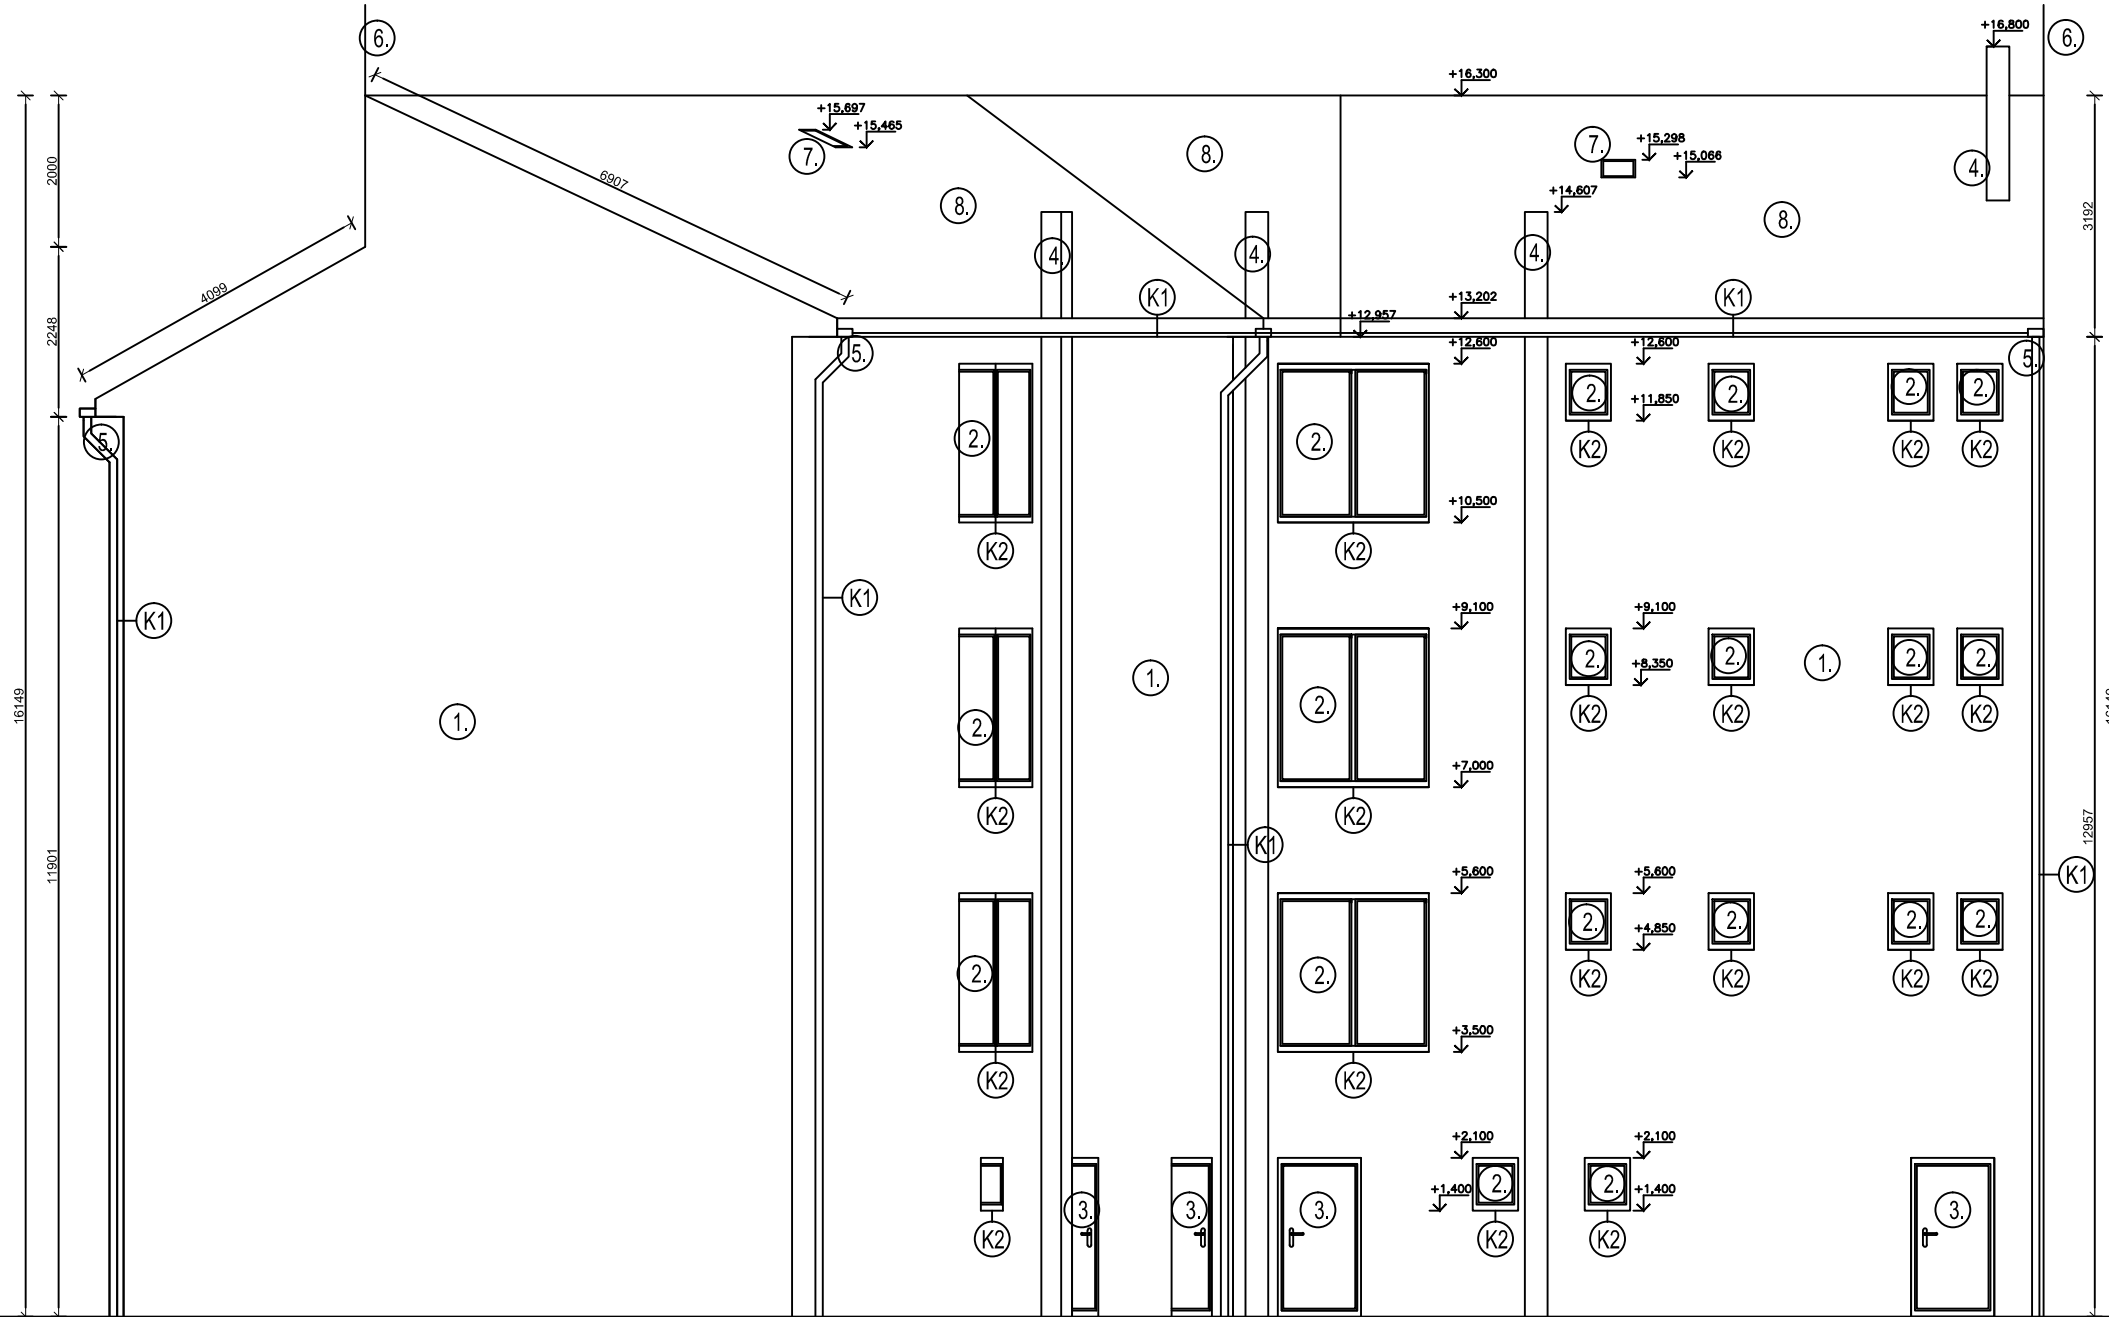 6.
+16,800
6.
+16,300
+15,697
+15,465
7.
8.
7.
+15,298
+15,066
4.
2000
6907
8.
+14,607
8.
3192
4.
4.
4.
4099
K1
+13,202
K1
2248
+12,957
5.
+12,600
+12,600
5.
2.
2.
2.
2.
+11,850
5.
2.
2.
K2
K2
K2
K2
+10,500
K2
K2
K1
K1
+9,100
+9,100
2.
2.
2.
2.
1.
+8,350
1.
16149
1.
2.
2.
K2
K2
K2
K2
+7,000
K2
K2
12957
K1
11901
+5,600
+5,600
K1
2.
2.
2.
2.
+4,850
2.
2.
K2
K2
K2
K2
+3,500
K2
K2
+2,100
+2,100
2.
2.
+1,400
+1,400
3.
3.
3.
3.
K2
K2
K2